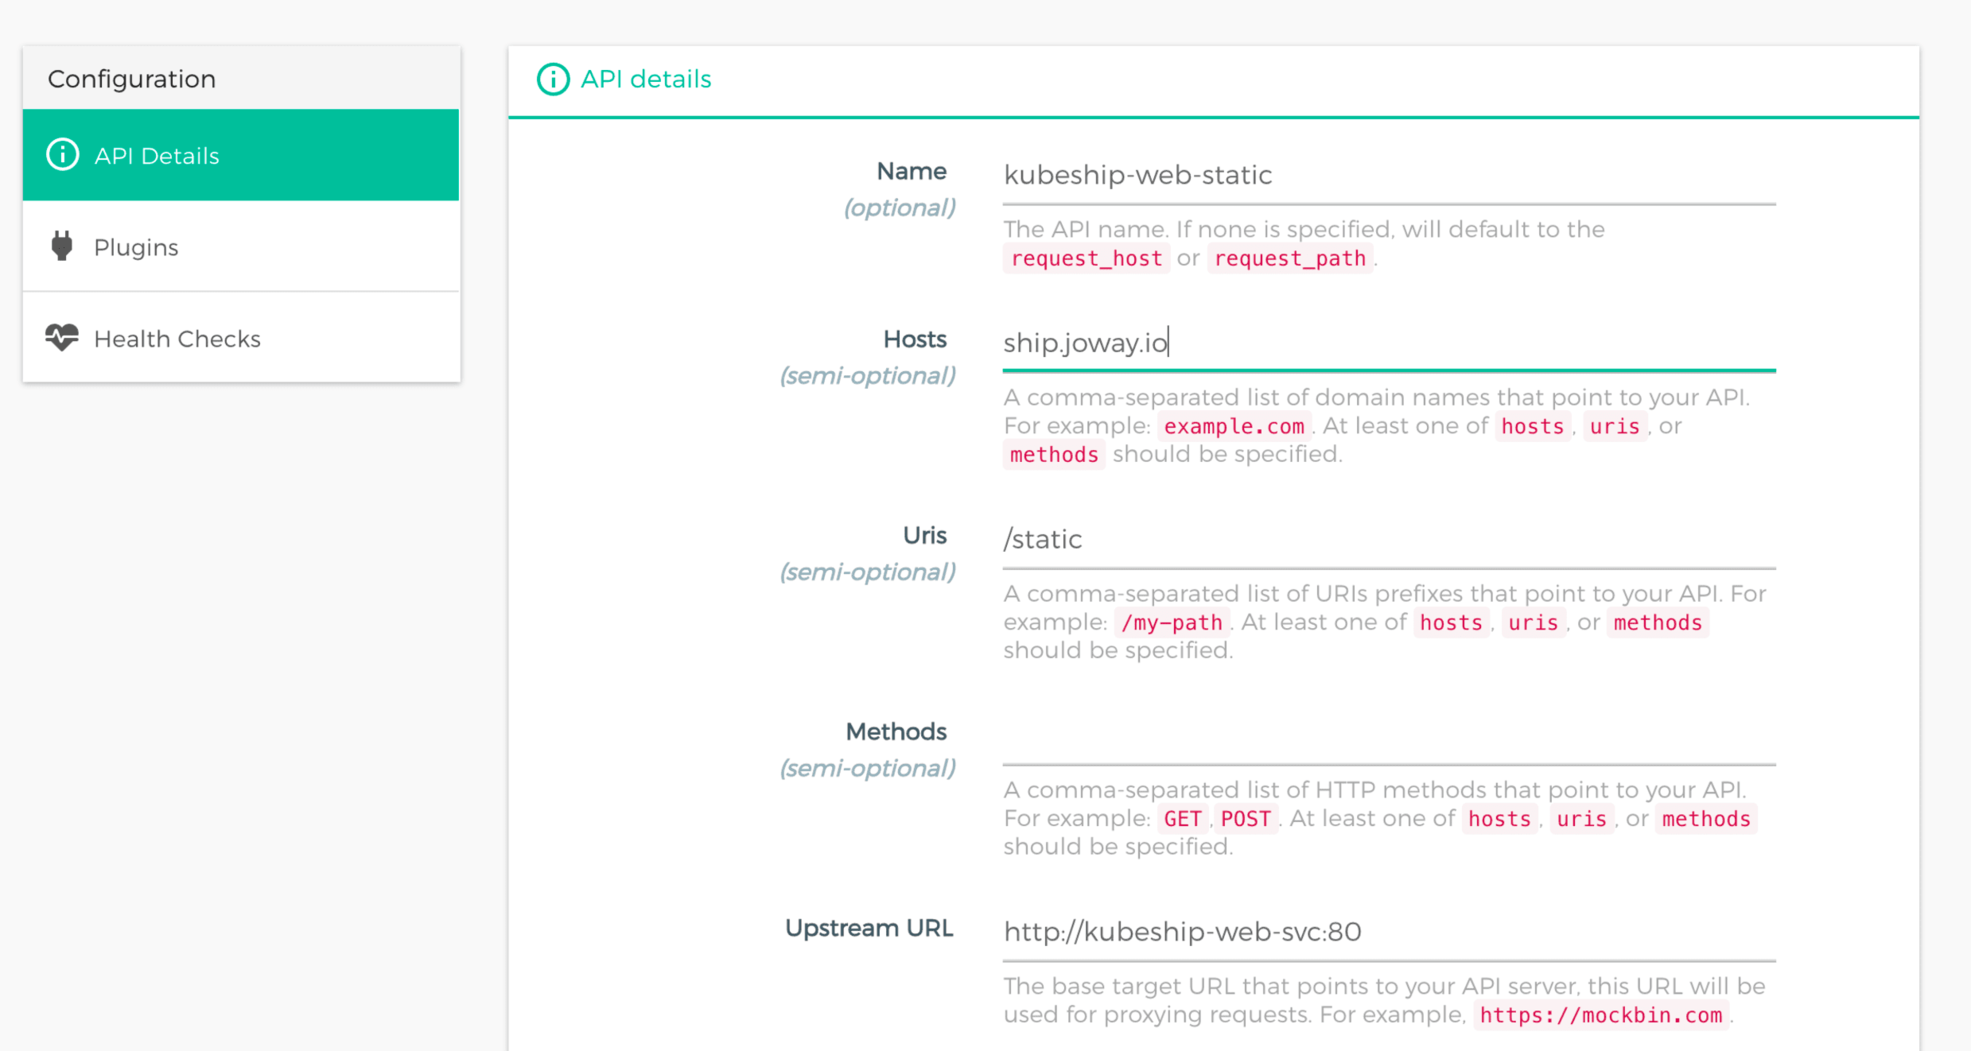 Configuration
API Details
Plugins
Health Checks
API details
Name
(optional)
kubeship-web-static
The API name. If none is specified, will default to the
request_host or request_path.
Hosts
(semi-optional)
ship.joway.io
A comma-separated list of domain names that point to your API.
For example: example.com. At least one of hosts, uris, or
methods should be specified.
Uris
(semi-optional)
/static
A comma-separated list of URIs prefixes that point to your API. For
example: /my-path. At least one of hosts, uris, or methods
should be specified.
Methods
(semi-optional)
A comma-separated list of HTTP methods that point to your API.
For example: GET,POST. At least one of hosts, uris, or methods
should be specified.
Upstream URL
http://kubeship-web-svc:80
The base target URL that points to your API server, this URL will be
used for proxying requests. For example, https://mockbin.com.